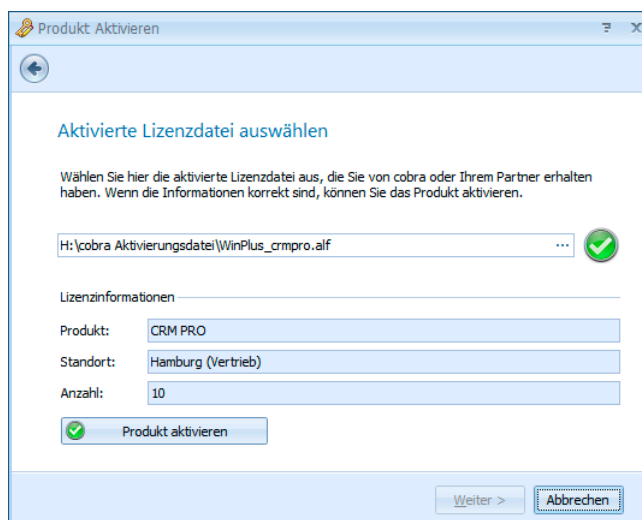 Produkt Aktivieren
Aktivierte Lizenzdatei auswählen
Wählen Sie hier die aktivierte Lizenzdatei aus, die Sie von cobra oder Ihrem Partner erhalten
haben. Wenn die Informationen korrekt sind, können Sie das Produkt aktivieren.
H:\cobra Aktivierungsdatei\WinPlus_crmpro.alf ...
Lizenzinformationen
Produkt: CRM PRO
Standort: Hamburg (Vertrieb)
Anzahl: 10
Produkt aktivieren
Weiter > Abbrechen